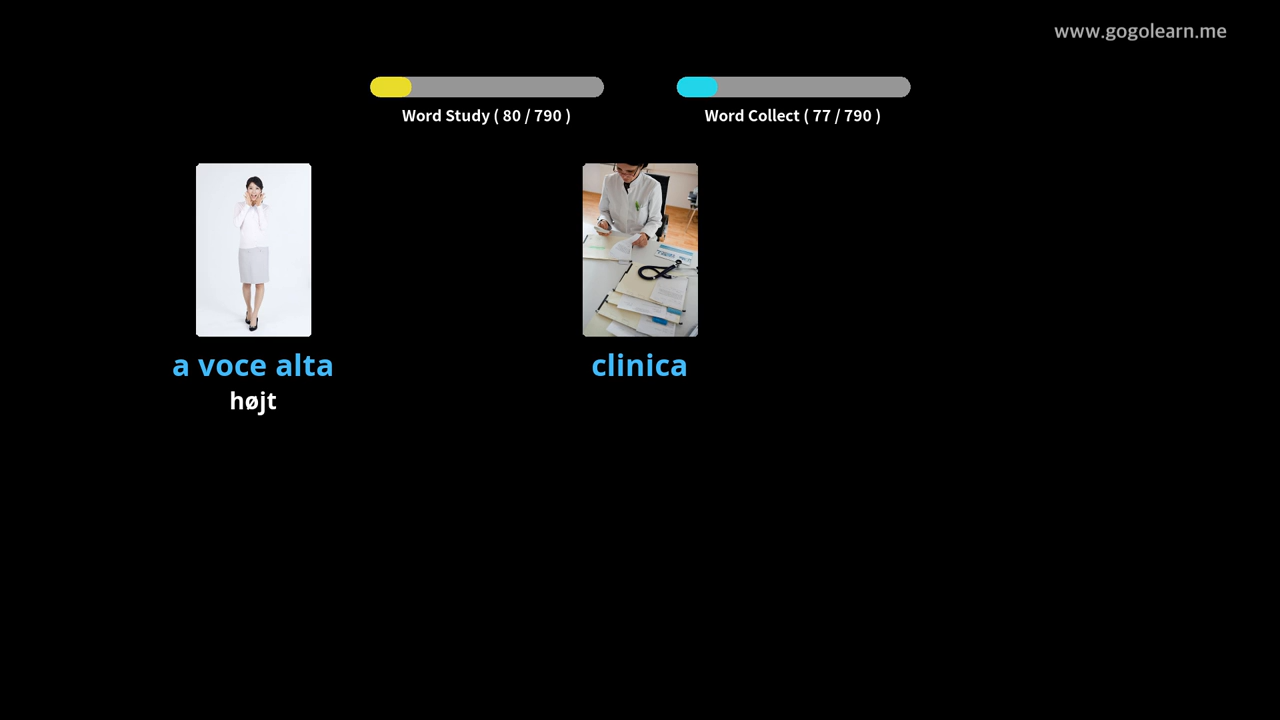 www.gogolearn.me
Word Study ( 80 / 790 )
Word Collect ( 77 / 790 )
a voce alta
højt
clinica